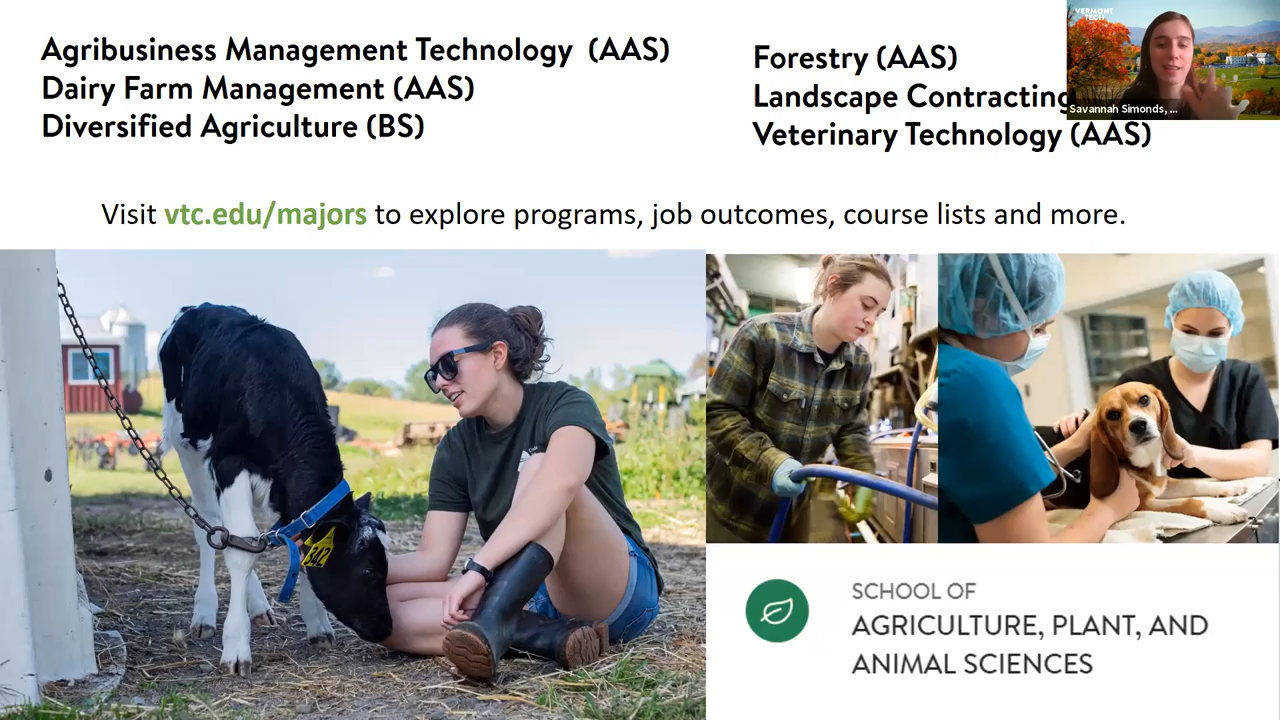 Agribusiness Management Technology (AAS)
Dairy Farm Management (AAS)
Diversified Agriculture (BS)
Forestry (AAS)
Landscape Contracting
Veterinary Technology (AAS)
VERMONT
TECH
Savannah Simonds, ...
Visit vtc.edu/majors to explore programs, job outcomes, course lists and more.
342
SCHOOL OF
AGRICULTURE, PLANT, AND
ANIMAL SCIENCES